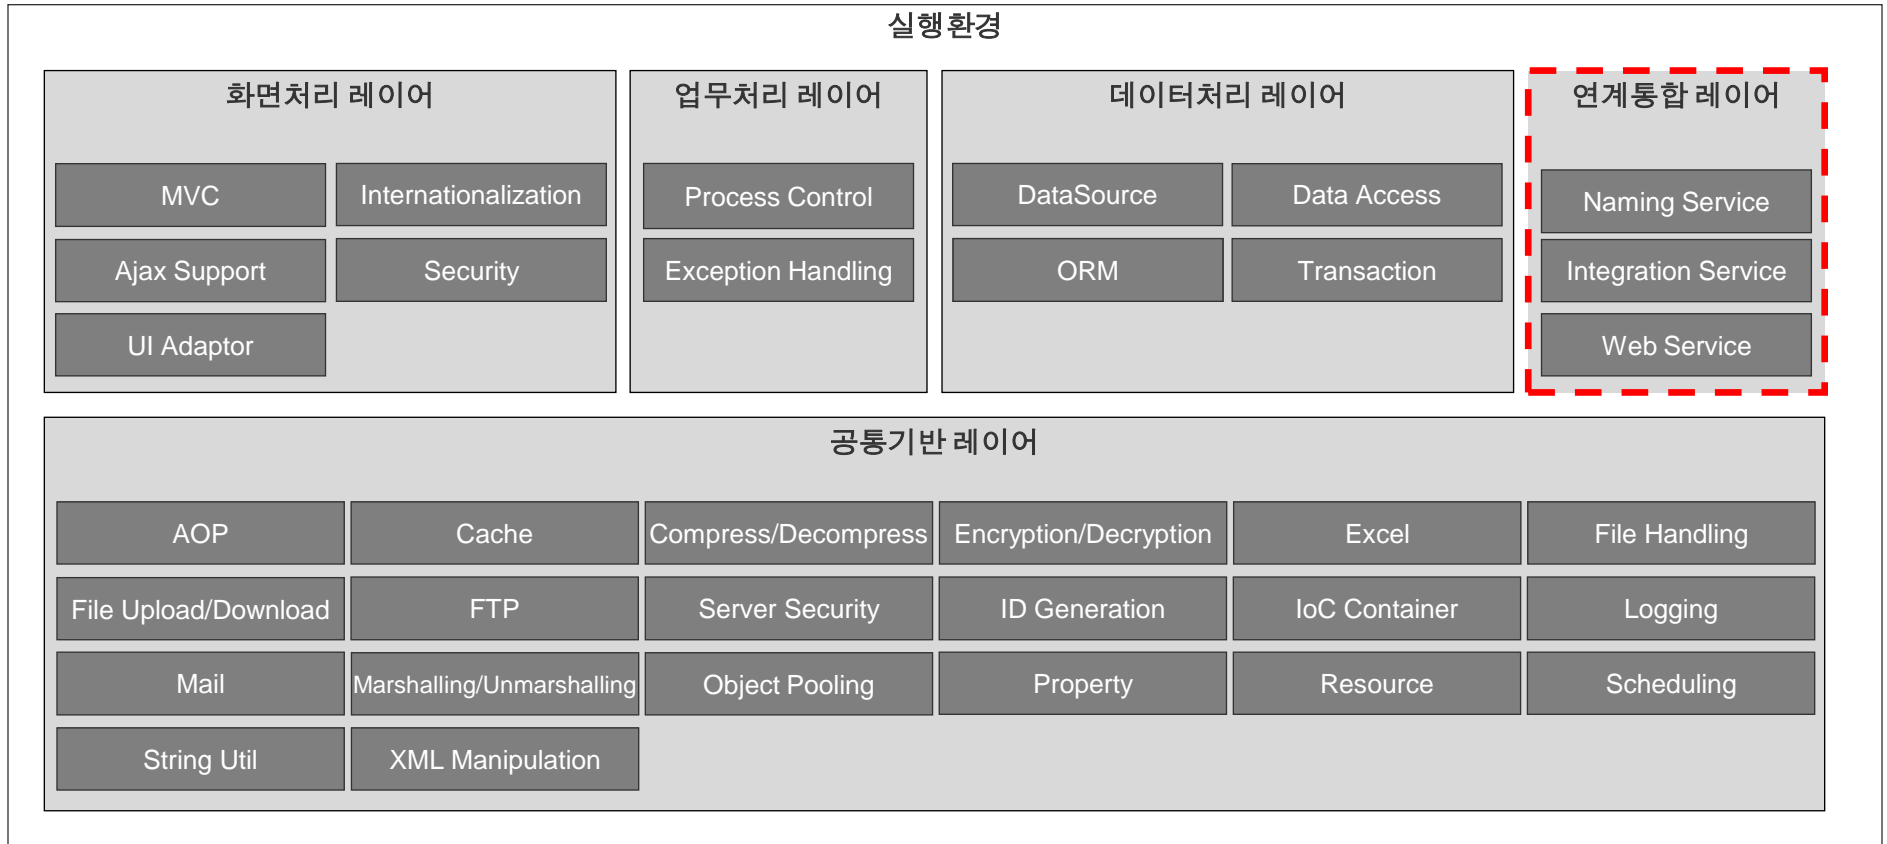 실행환경
화면처리 레이어
MVC
Internationalization
Ajax Support
Security
UI Adaptor
업무처리 레이어
Process Control
Exception Handling
데이터처리 레이어
DataSource
Data Access
ORM
Transaction
연계통합 레이어
Naming Service
Integration Service
Web Service
공통기반 레이어
AOP
Cache
Compress/Decompress
Encryption/Decryption
Excel
File Handling
File Upload/Download
FTP
Server Security
ID Generation
IoC Container
Logging
Mail
Marshalling/Unmarshalling
Object Pooling
Property
Resource
Scheduling
String Util
XML Manipulation